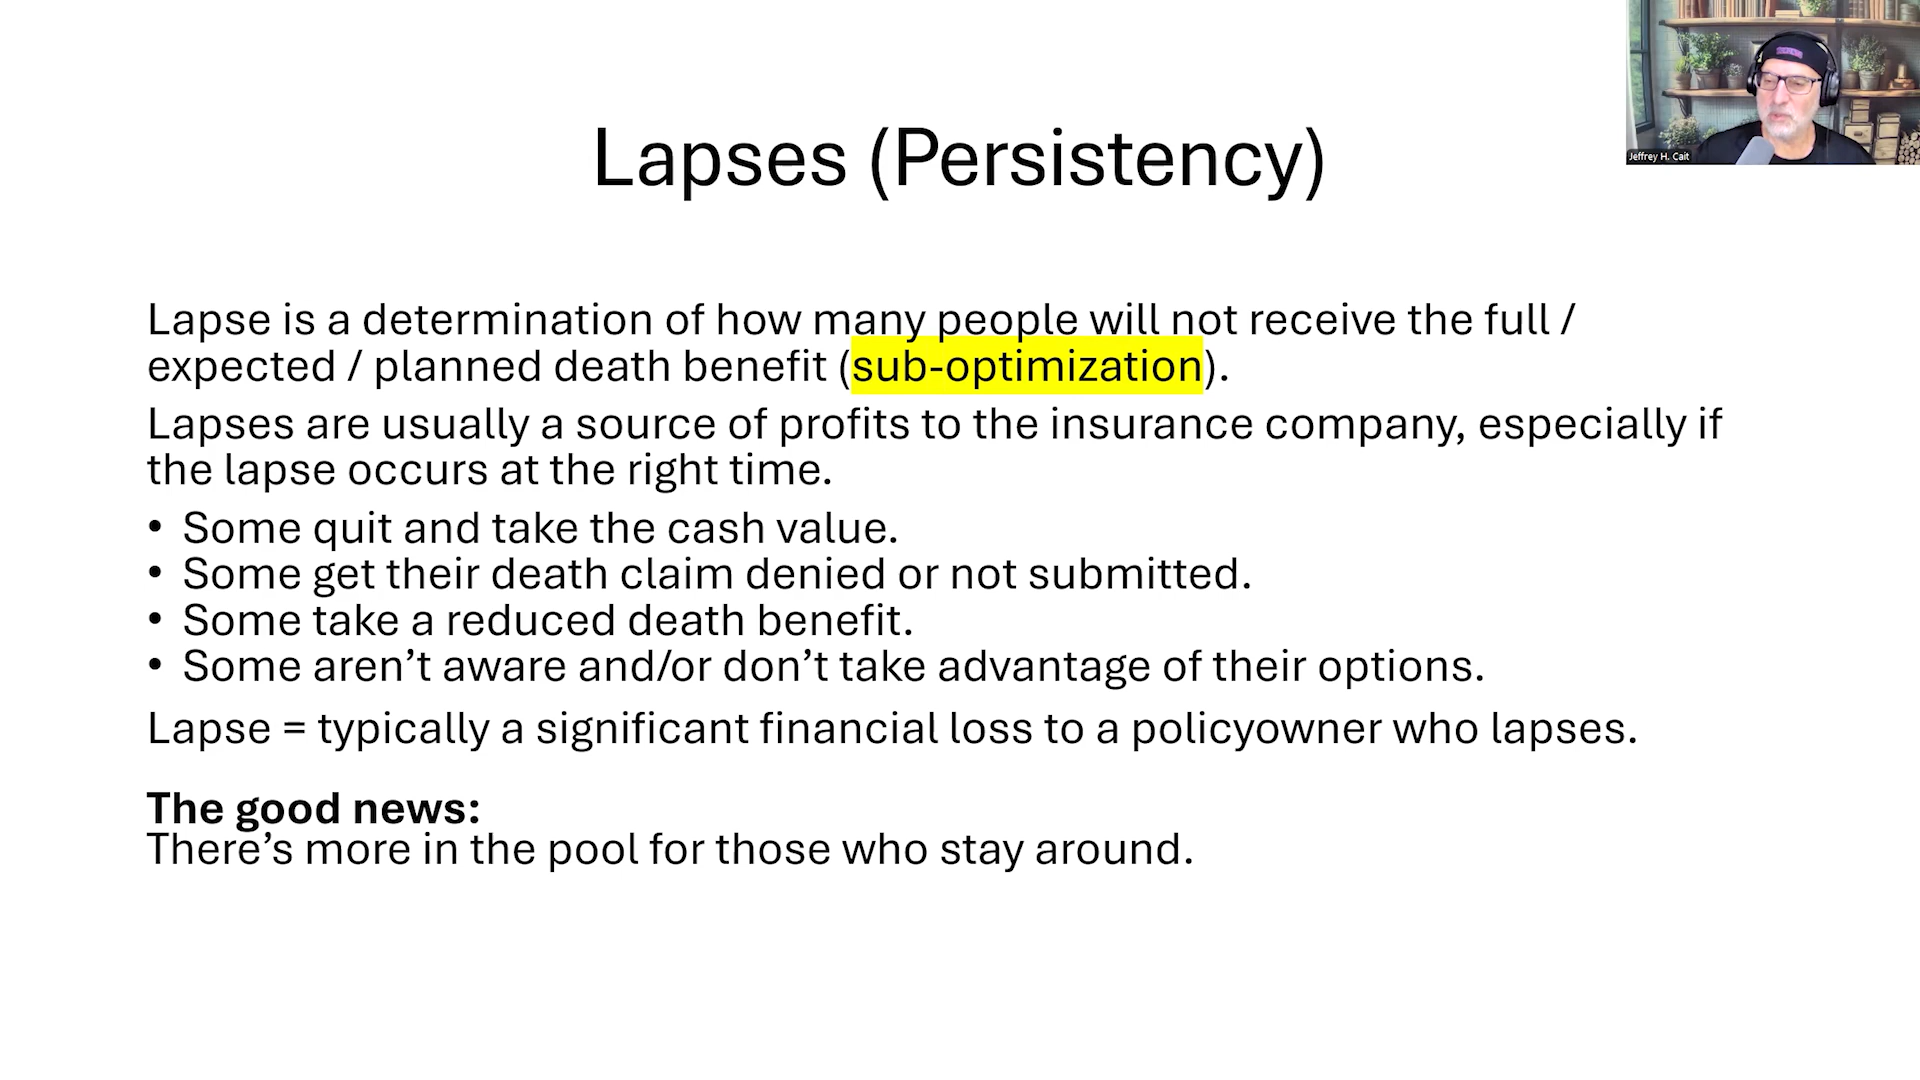 Jeffrey H. Cait
Lapses (Persistency)
Lapse is a determination of how many people will not receive the full /
expected / planned death benefit (sub-optimization).
Lapses are usually a source of profits to the insurance company, especially if
the lapse occurs at the right time.
• Some quit and take the cash value.
• Some get their death claim denied or not submitted.
• Some take a reduced death benefit.
• Some aren’t aware and/or don’t take advantage of their options.
Lapse = typically a significant financial loss to a policyowner who lapses.
The good news:
There’s more in the pool for those who stay around.